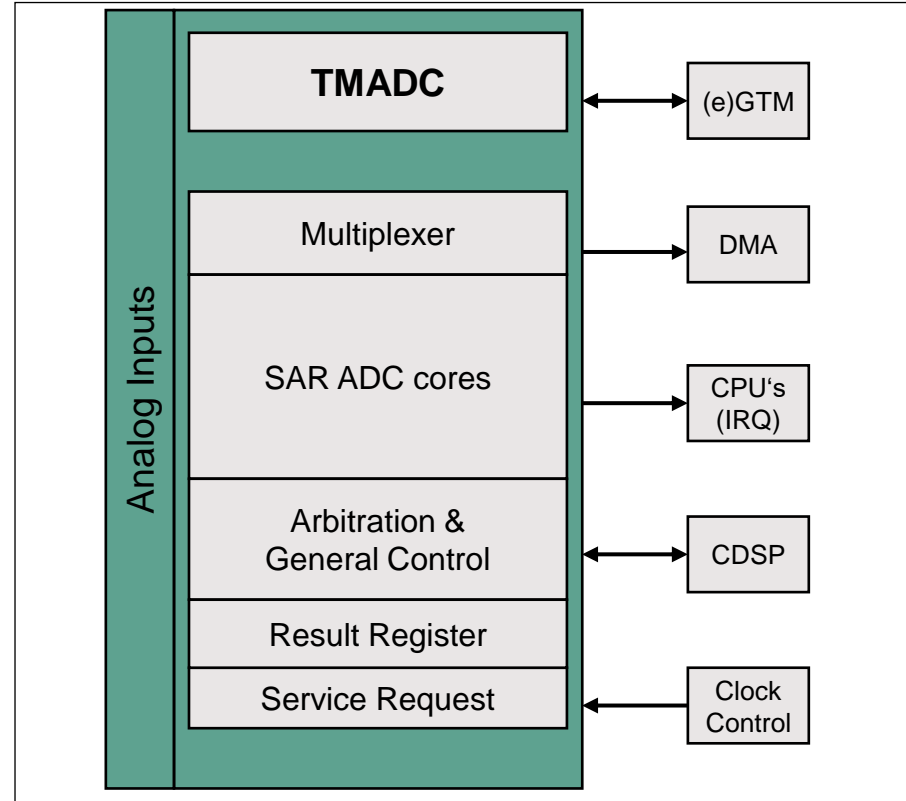 Analog Inputs
TMADC
Multiplexer
SAR ADC cores
Arbitration &
General Control
Result Register
Service Request
(e)GTM
DMA
CPU‘s
(IRQ)
CDSP
Clock
Control